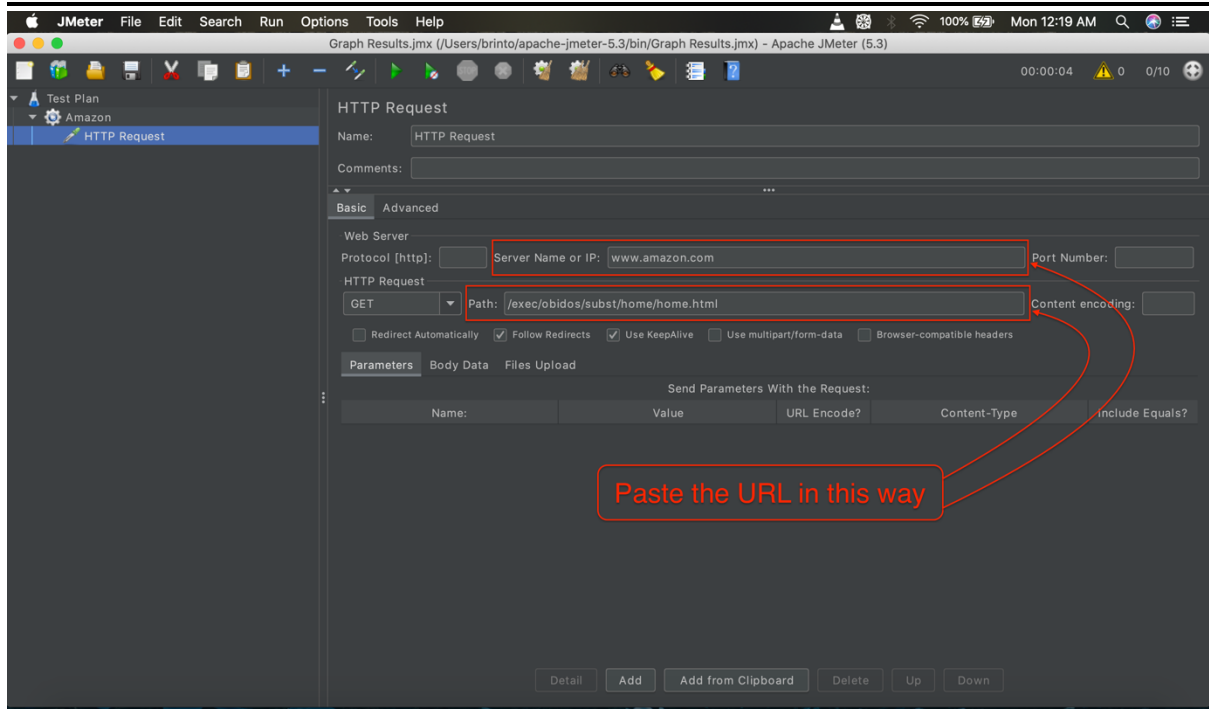 JMeter File Edit Search Run Options Tools Help 100% Mon 12:19 AM
Graph Results.jmx (/Users/brinto/apache-jmeter-5.3/bin/Graph Results.jmx) - Apache JMeter (5.3)
00:00:04 0 0/10
Test Plan
Amazon
HTTP Request
HTTP Request
Name: HTTP Request
Comments:
Basic Advanced
Web Server
Protocol [http]: Server Name or IP: www.amazon.com Port Number:
HTTP Request
GET Path: /exec/obidos/subst/home/home.html Content encoding:
Redirect Automatically Follow Redirects Use KeepAlive Use multipart/form-data Browser-compatible headers
Parameters Body Data Files Upload
Send Parameters With the Request:
Name: Value URL Encode? Content-Type Include Equals?
Paste the URL in this way
Detail Add Add from Clipboard Delete Up Down